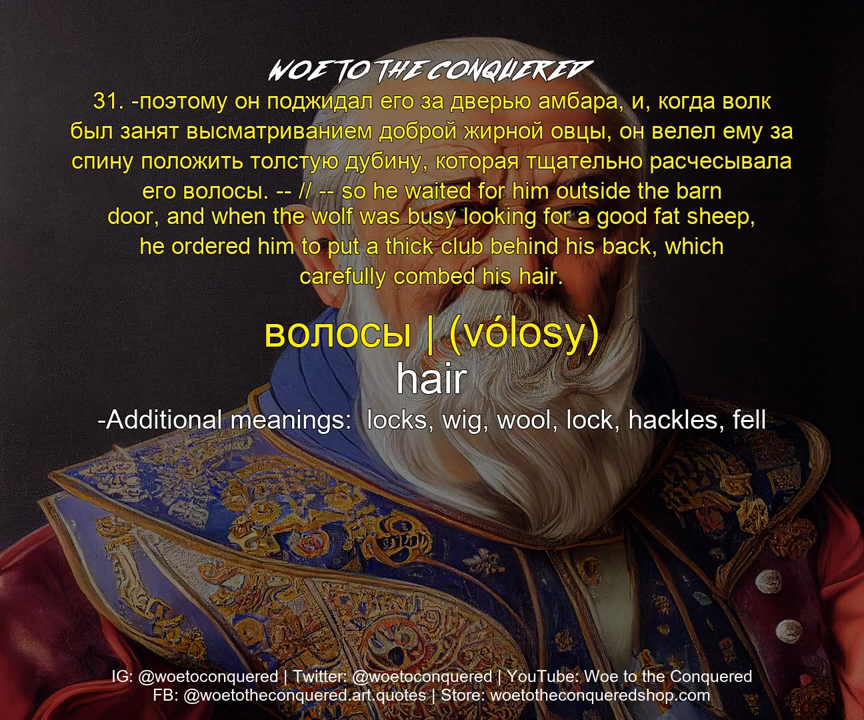 WOE TO THE CONQUERED
31. -поэтому он поджидал его за дверью амбара, и, когда волк
был занят высматриванием доброй жирной овцы, он велел ему за
спину положить толстую дубину, которая тщательно расчесывала
его волосы. -- // -- so he waited for him outside the barn
door, and when the wolf was busy looking for a good fat sheep,
he ordered him to put a thick club behind his back, which
carefully combed his hair.
волосы | (vólosy)
hair
-Additional meanings:  locks, wig, wool, lock, hackles, fell
IG: @woetoconquered | Twitter: @woetoconquered | YouTube: Woe to the Conquered
FB: @woetotheconquered.art.quotes | Store: woetotheconqueredshop.com